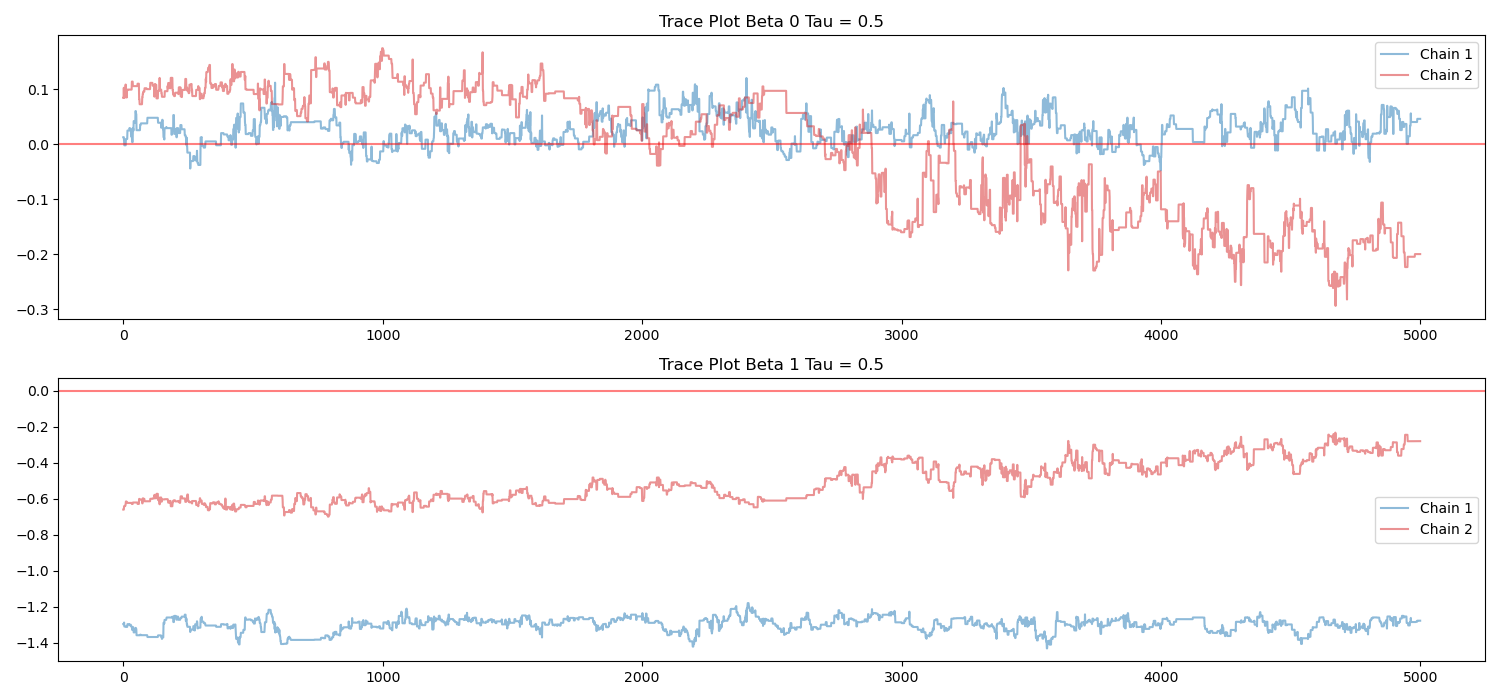 Trace Plot Beta 0 Tau = 0.5
Chain 1
Chain 2
0.1
0.0
−0.1
−0.2
−0.3
0 1000 2000 3000 4000 5000
Trace Plot Beta 1 Tau = 0.5
0.0
−0.2
−0.4
−0.6
−0.8
−1.0
−1.2
−1.4
Chain 1
Chain 2
0 1000 2000 3000 4000 5000